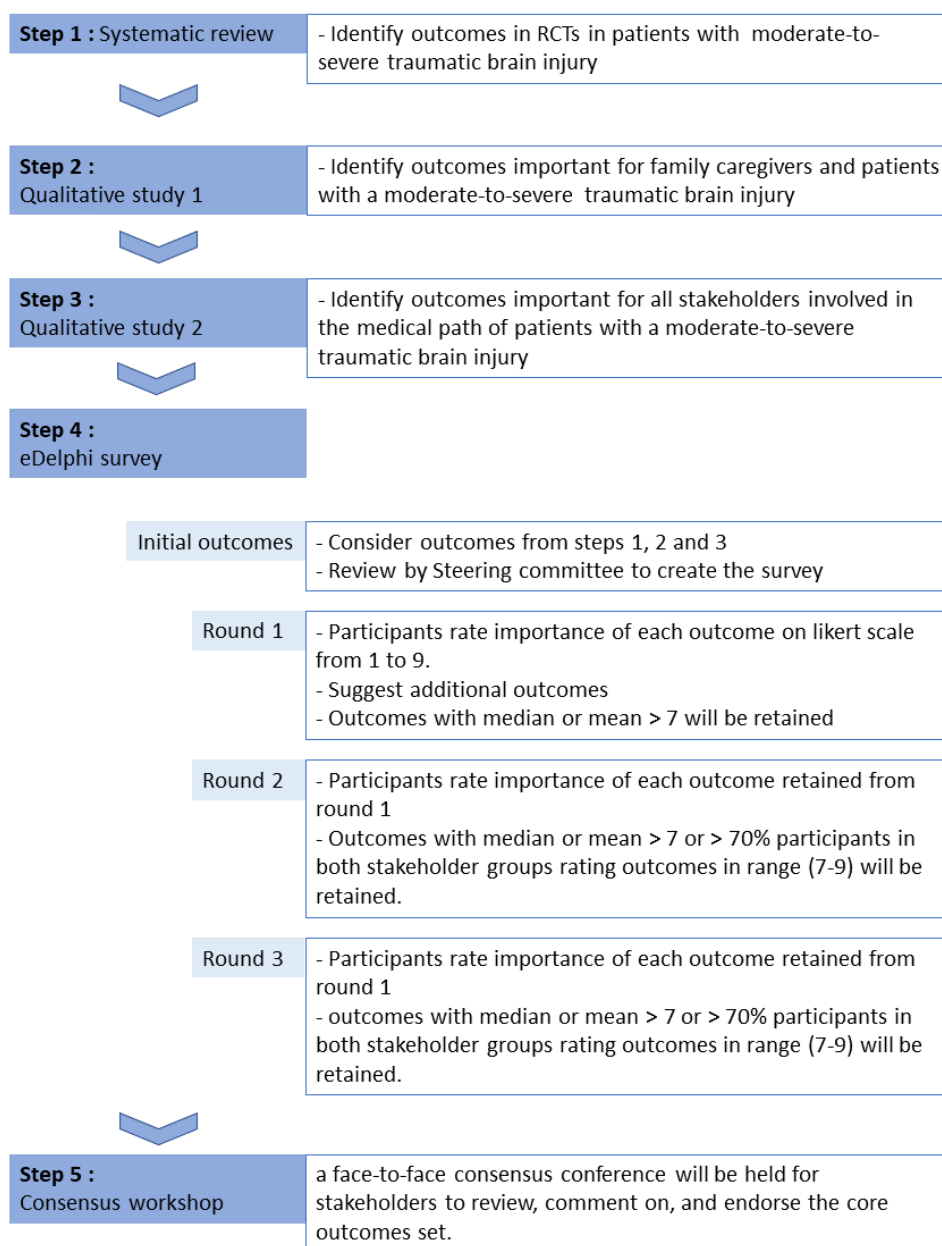 Step 1 : Systematic review
- Identify outcomes in RCTs in patients with moderate-to-
severe traumatic brain injury
Step 2 :
Qualitative study 1
- Identify outcomes important for family caregivers and patients
with a moderate-to-severe traumatic brain injury
Step 3 :
Qualitative study 2
- Identify outcomes important for all stakeholders involved in
the medical path of patients with a moderate-to-severe
traumatic brain injury
Step 4 :
eDelphi survey
Initial outcomes
- Consider outcomes from steps 1, 2 and 3
- Review by Steering committee to create the survey
Round 1
- Participants rate importance of each outcome on likert scale
from 1 to 9.
- Suggest additional outcomes
- Outcomes with median or mean > 7 will be retained
Round 2
- Participants rate importance of each outcome retained from
round 1
- Outcomes with median or mean > 7 or > 70% participants in
both stakeholder groups rating outcomes in range (7-9) will be
retained.
Round 3
- Participants rate importance of each outcome retained from
round 1
- outcomes with median or mean > 7 or > 70% participants in
both stakeholder groups rating outcomes in range (7-9) will be
retained.
Step 5 :
Consensus workshop
a face-to-face consensus conference will be held for
stakeholders to review, comment on, and endorse the core
outcomes set.